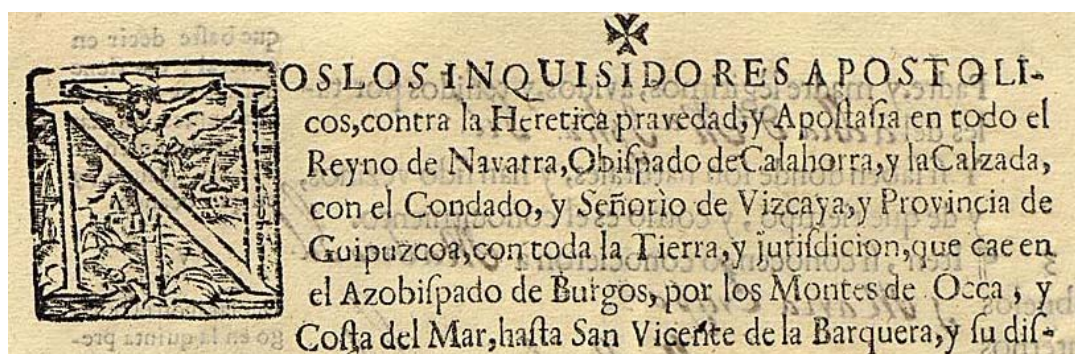 NOS LOS INQUISIDORES APOSTOLI-
cos, contra la Heretica pravedad, y Apostasia en todo el
Reyno de Navarra, Obispado de Calahorra, y la Calzada,
con el Condado, y Señorìo de Vizcaya, y Provincia de
Guipuzcoa, con toda la Tierra, y jurisdicion, que cae en
el Azobispado de Burgos, por los Montes de Occa, y
Costa del Mar, hasta San Vicente de la Barquera, y su dis-